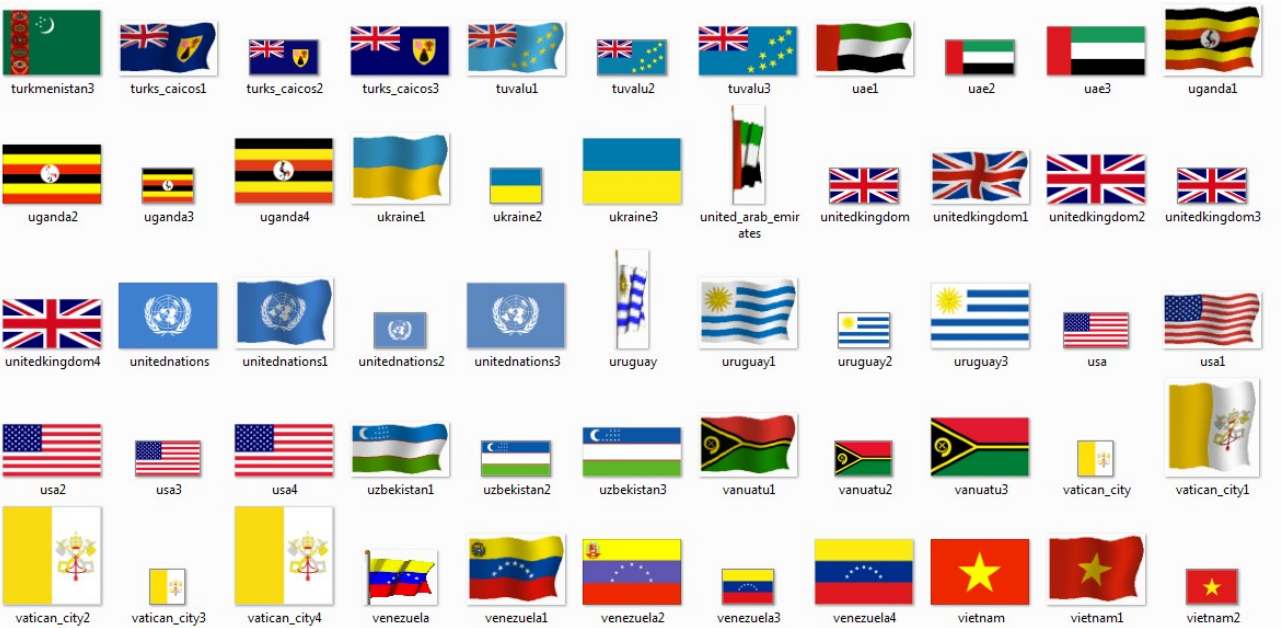 turkmenistan3 turks_caicos1 turks_caicos2 turks_caicos3 tuvalu1 tuvalu2 tuvalu3 uae1 uae2 uae3 uganda1
uganda2 uganda3 uganda4 ukraine1 ukraine2 ukraine3 united_arab_emir unitedkingdom unitedkingdom1 unitedkingdom2 unitedkingdom3
ates
unitedkingdom4 unitednations unitednations1 unitednations2 unitednations3 uruguay uruguay1 uruguay2 uruguay3 usa usa1
usa2 usa3 usa4 uzbekistan1 uzbekistan2 uzbekistan3 vanuatu1 vanuatu2 vanuatu3 vatican_city vatican_city1
vatican_city2 vatican_city3 vatican_city4 venezuela venezuela1 venezuela2 venezuela3 venezuela4 vietnam vietnam1 vietnam2